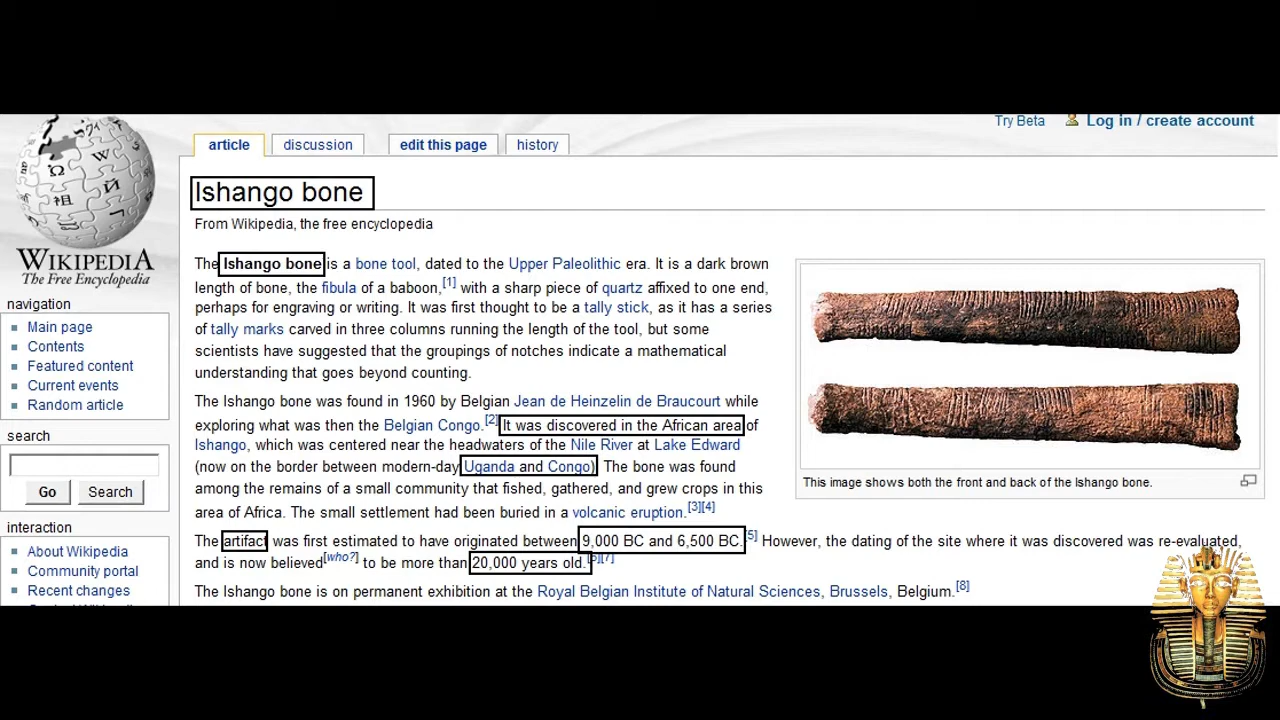 Try Beta Log in / create account
article discussion edit this page history
Ishango bone
From Wikipedia, the free encyclopedia
WIKIPEDIA
The Free Encyclopedia
navigation
Main page
Contents
Featured content
Current events
Random article
search
Go Search
interaction
About Wikipedia
Community portal
Recent changes
The Ishango bone is a bone tool, dated to the Upper Paleolithic era. It is a dark brown
length of bone, the fibula of a baboon,[1] with a sharp piece of quartz affixed to one end,
perhaps for engraving or writing. It was first thought to be a tally stick, as it has a series
of tally marks carved in three columns running the length of the tool, but some
scientists have suggested that the groupings of notches indicate a mathematical
understanding that goes beyond counting.
The Ishango bone was found in 1960 by Belgian Jean de Heinzelin de Braucourt while
exploring what was then the Belgian Congo.[2] It was discovered in the African area of
Ishango, which was centered near the headwaters of the Nile River at Lake Edward
(now on the border between modern-day Uganda and Congo). The bone was found
among the remains of a small community that fished, gathered, and grew crops in this
area of Africa. The small settlement had been buried in a volcanic eruption.[3][4]
This image shows both the front and back of the Ishango bone.
The artifact was first estimated to have originated between 9,000 BC and 6,500 BC.[5] However, the dating of the site where it was discovered was re-evaluated,
and is now believed[who?] to be more than 20,000 years old.[6][7]
The Ishango bone is on permanent exhibition at the Royal Belgian Institute of Natural Sciences, Brussels, Belgium.[8]